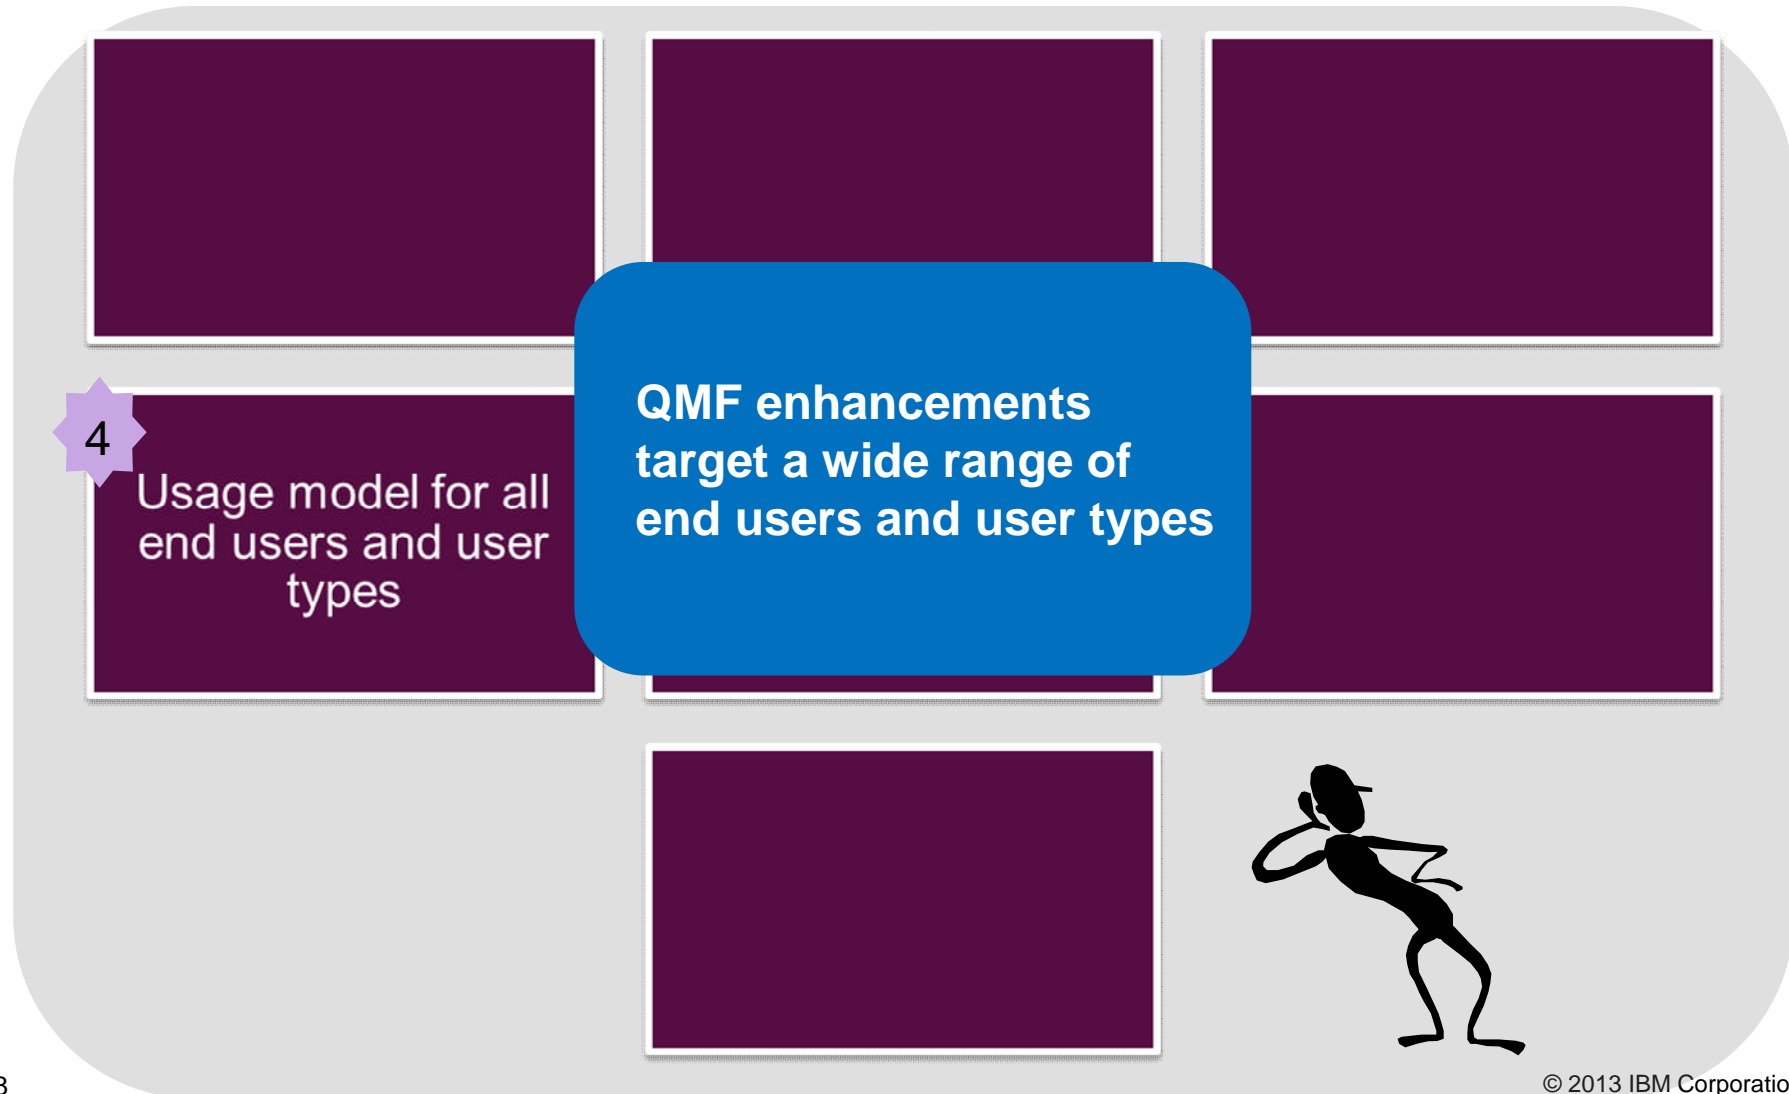 4
Usage model for all
end users and user
types
QMF enhancements
target a wide range of
end users and user types
© 2013 IBM Corporatio